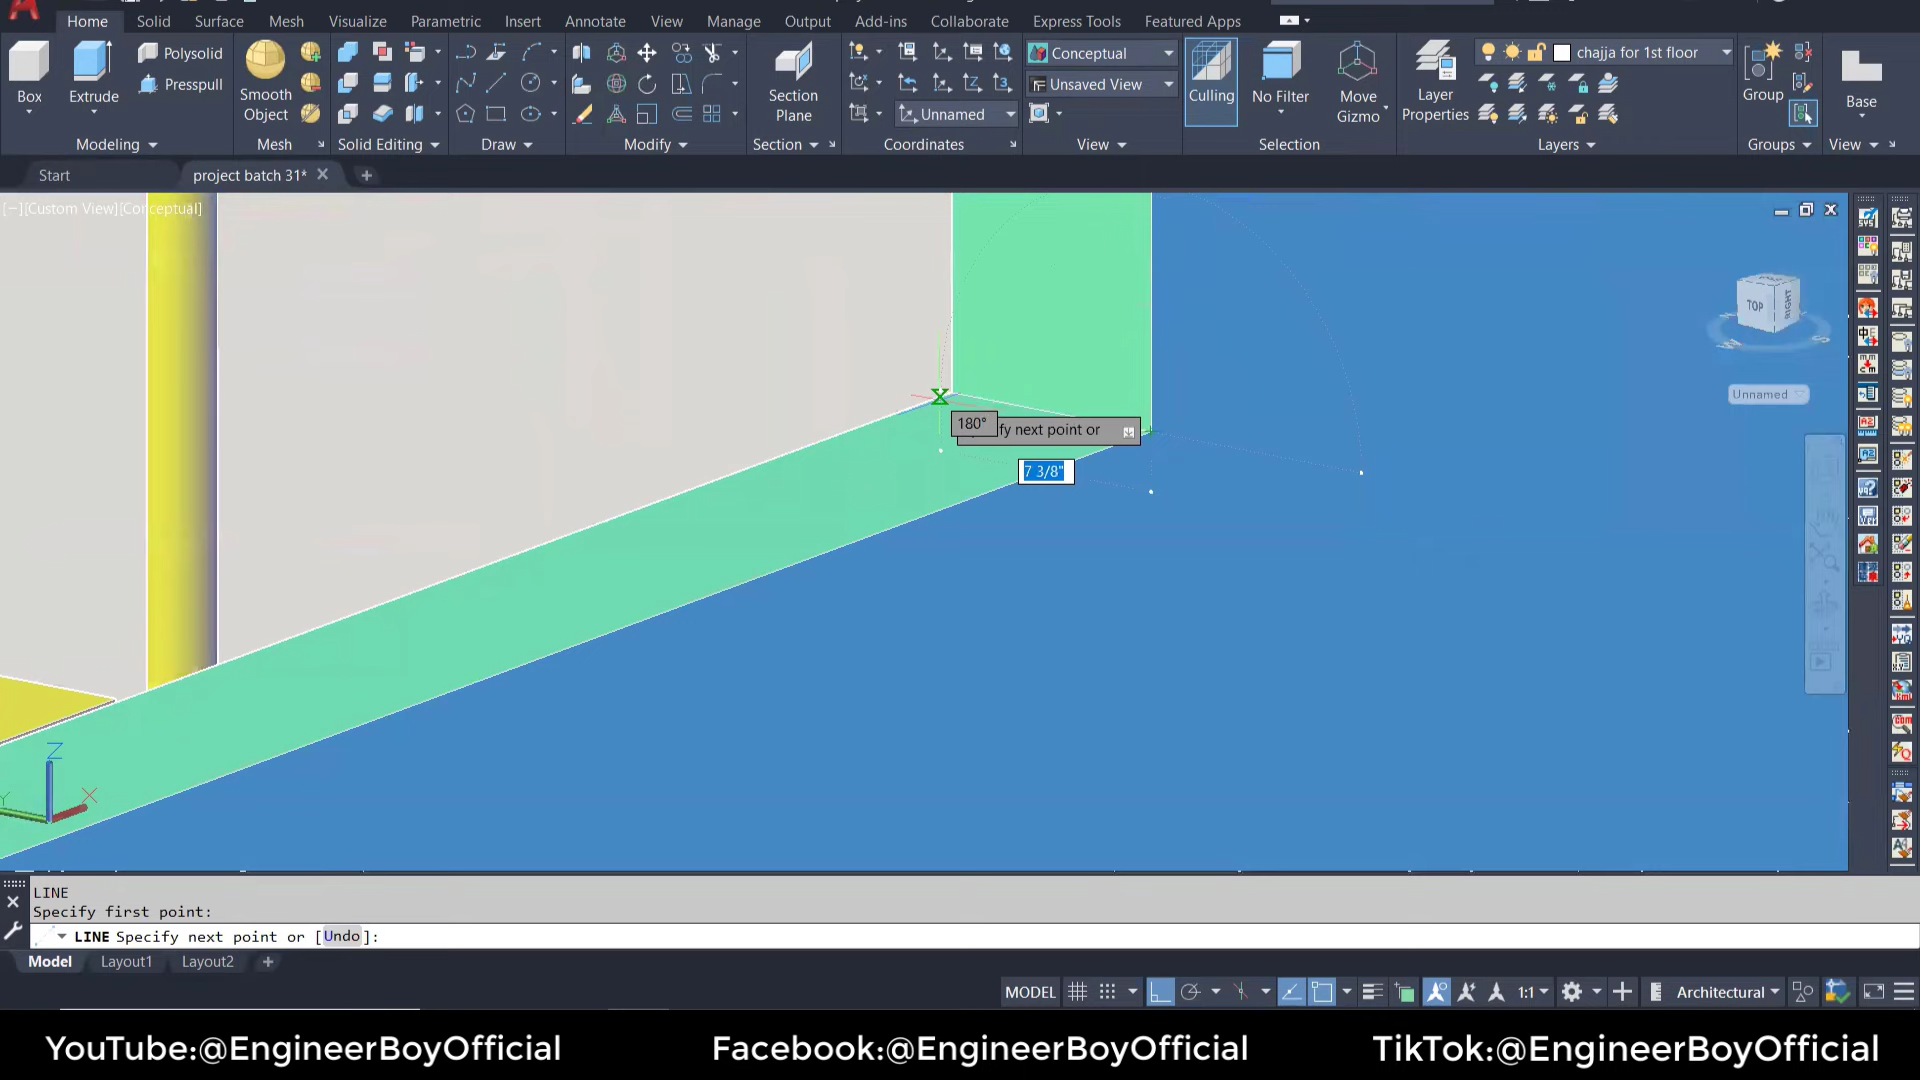 Home Solid Surface Mesh Visualize Parametric Insert Annotate View Manage Output Add-ins Collaborate Express Tools Featured Apps
Polysolid
Presspull
Box
Extrude
Smooth
Object
Section
Plane
Unnamed
Conceptual
Unsaved View
Culling
No Filter
Move
Gizmo
Layer
Properties
chajja for 1st floor
Group
Base
Modeling Mesh Solid Editing Draw Modify Section Coordinates View Selection Layers Groups View
Start project batch 31*
[−][Custom View][Conceptual]
TOP RIGHT
Unnamed
180°
fy next point or
7 3/8"
Z
X
Y
LINE
Specify first point:
LINE Specify next point or [Undo]:
Model Layout1 Layout2
MODEL 1:1 Architectural
YouTube:@EngineerBoyOfficial Facebook:@EngineerBoyOfficial TikTok:@EngineerBoyOfficial